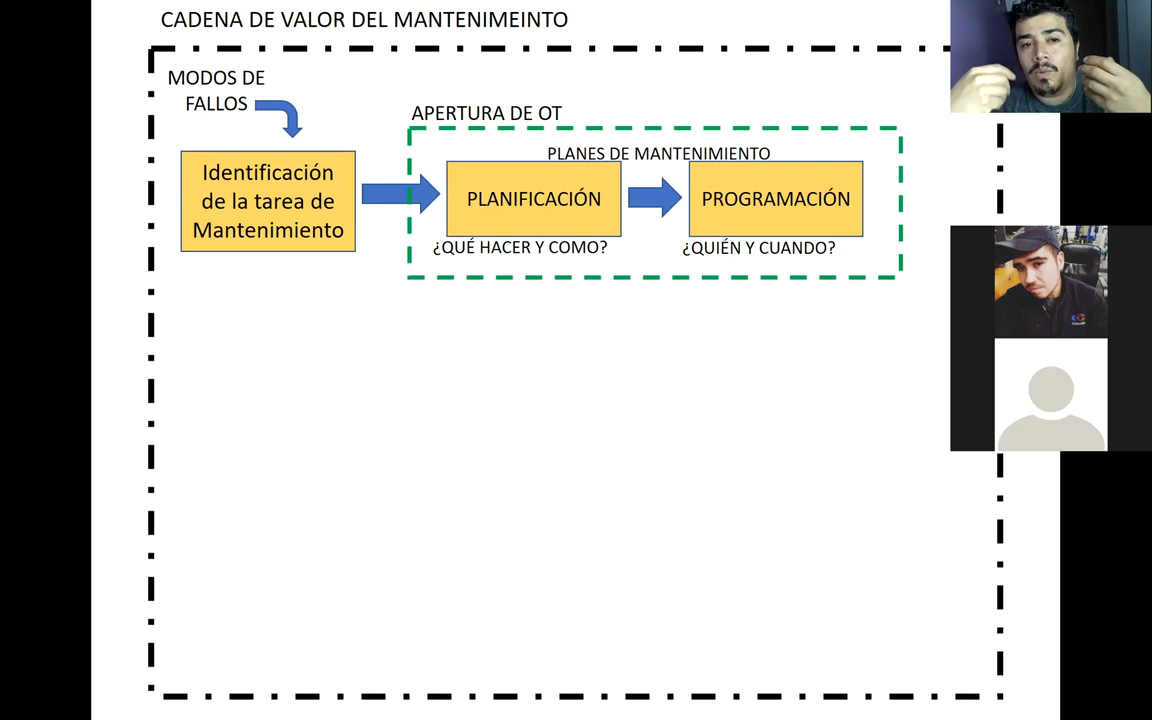 CADENA DE VALOR DEL MANTENIMEINTO
MODOS DE
FALLOS
APERTURA DE OT
PLANES DE MANTENIMIENTO
Identificación
de la tarea de
Mantenimiento
PLANIFICACIÓN
PROGRAMACIÓN
¿QUÉ HACER Y COMO?
¿QUIÉN Y CUANDO?